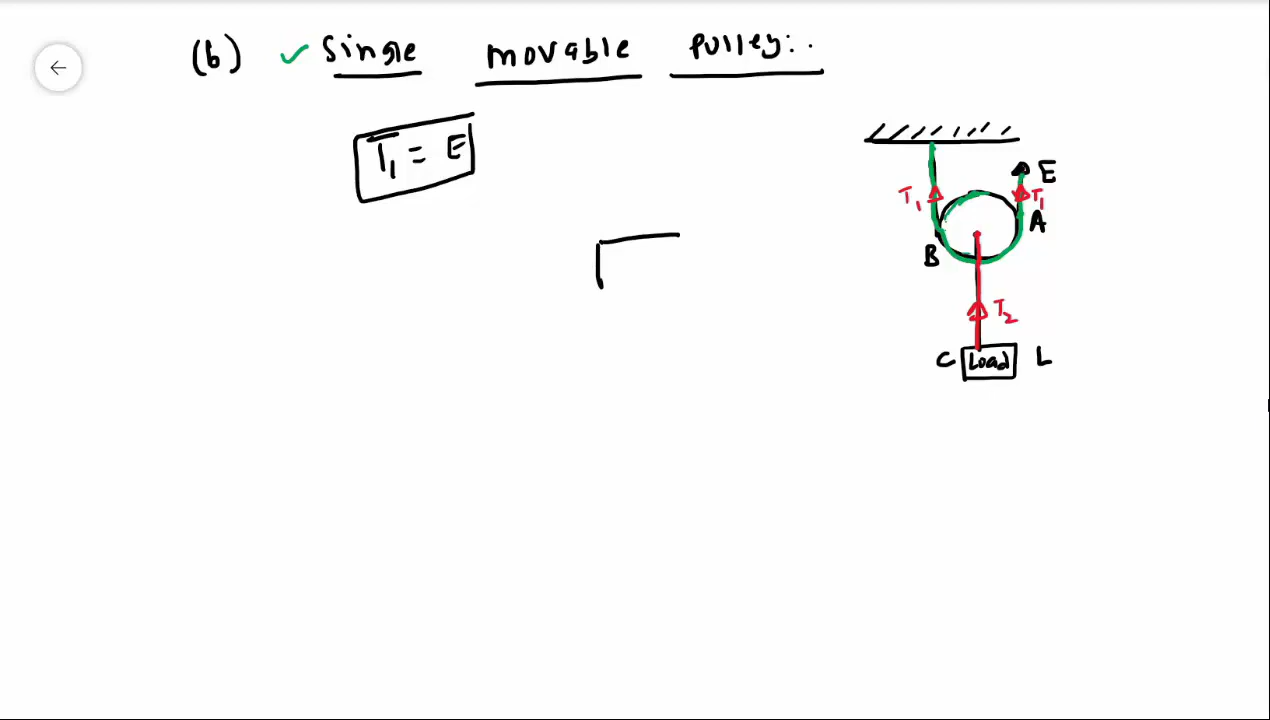 (b) ✓ Single movable pulley:.
T₁ = E
E
T₁ T₁
A
B
T₂
C Load L